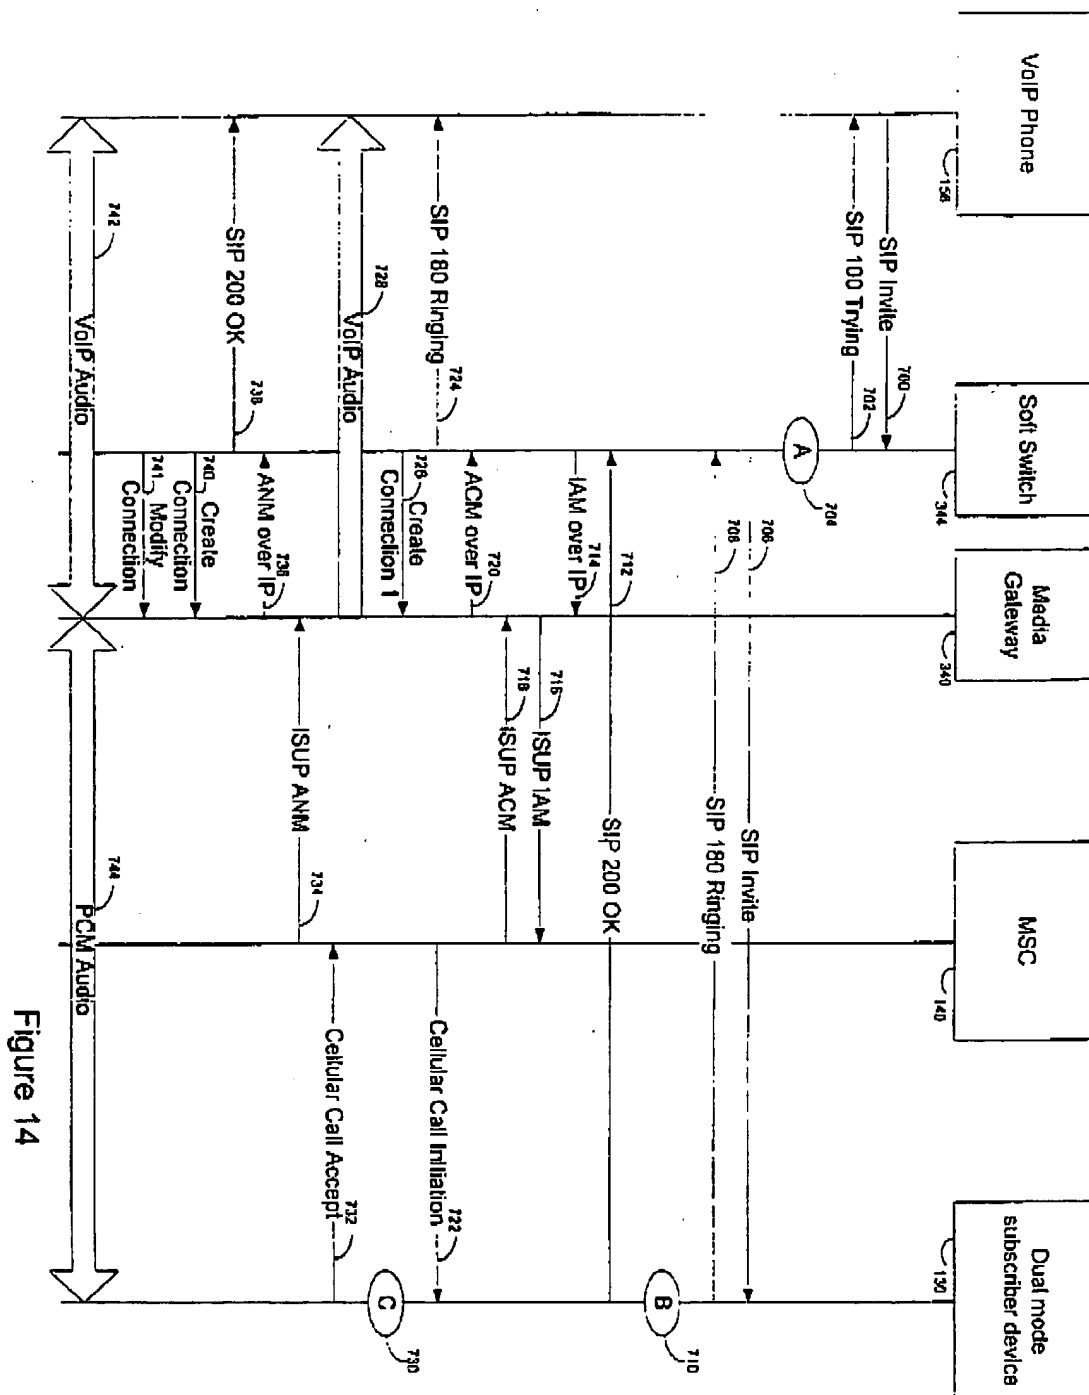 VoIP Phone
156
Soft Switch
344
Media
Gateway
340
MSC
140
Dual mode
subscriber device
130
SIP Invite
700
SIP 100 Trying
702
A
704
706
SIP Invite
708
SIP 180 Ringing
B
710
712
SIP 200 OK
IAM over IP
714
716
ISUP IAM
718
ISUP ACM
ACM over IP
720
SIP 180 Ringing
724
Cellular Call Initiation
722
726
Create
Connection 1
C
730
728
VoIP Audio
Cellular Call Accept
732
ISUP ANM
734
ANM over IP
736
SIP 200 OK
738
740
Create
Connection
741
Modify
Connection
742
VoIP Audio
744
PCM Audio
Figure 14